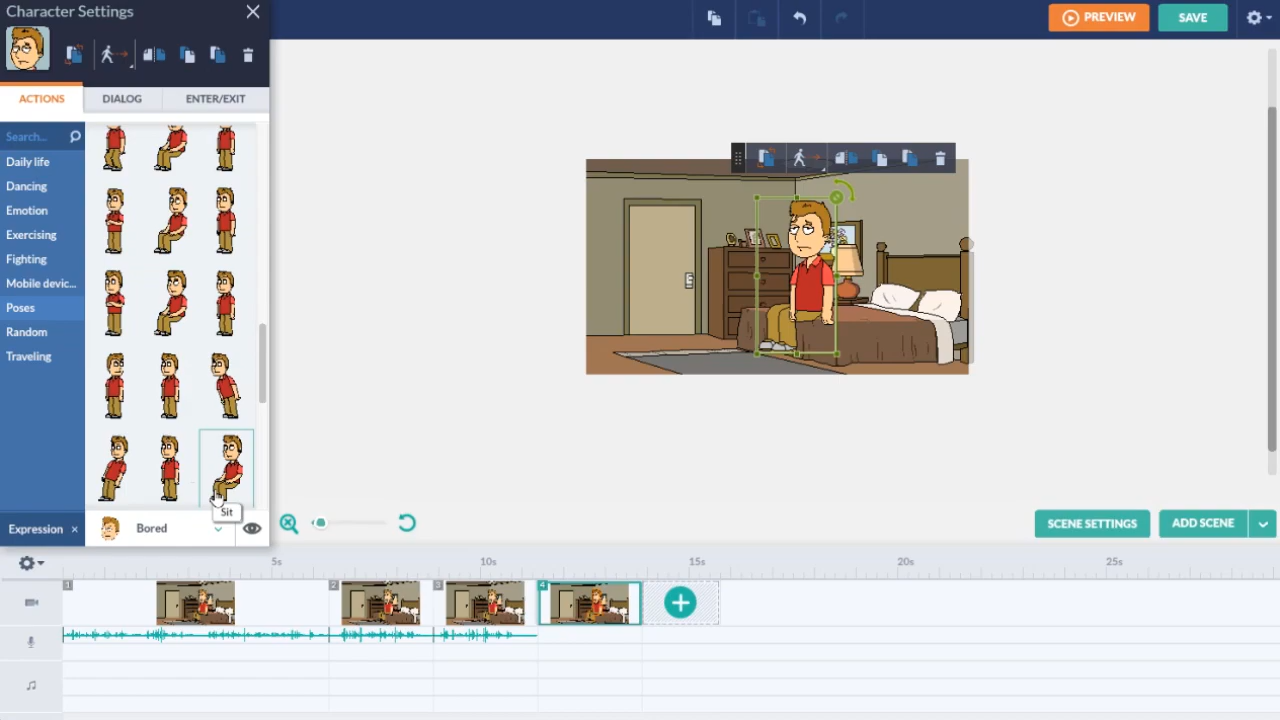 Character Settings
PREVIEW
SAVE
ACTIONS
DIALOG
ENTER/EXIT
Search...
Daily life
Dancing
Emotion
Exercising
Fighting
Mobile devic...
Poses
Random
Traveling
Sit
Expression ×
Bored
SCENE SETTINGS
ADD SCENE
5s
10s
15s
20s
25s
1
2
3
4